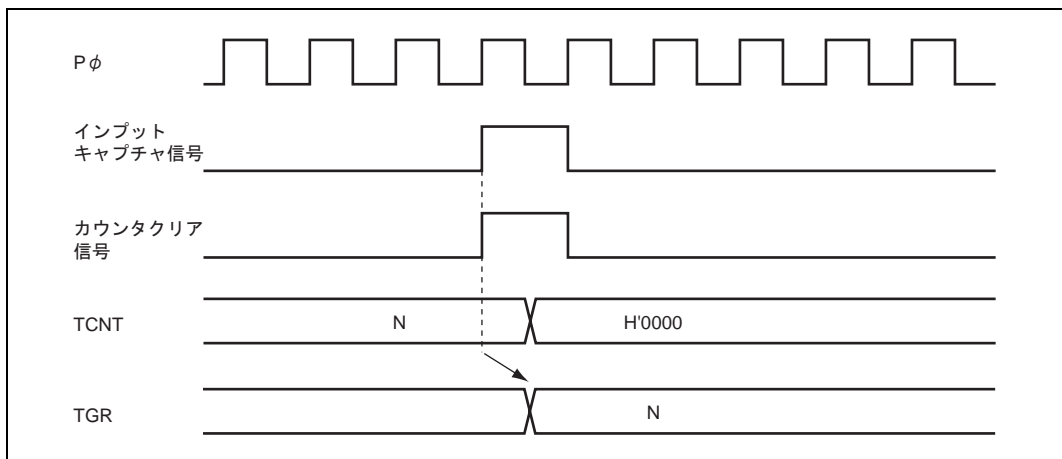 Pφ
インプット
キャプチャ信号
カウンタクリア
信号
TCNT
N
H'0000
TGR
N